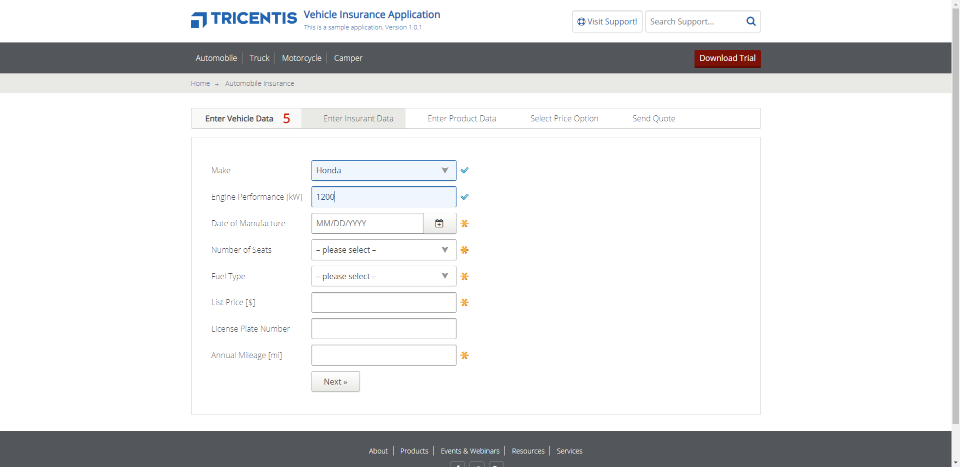 TRICENTIS Vehicle Insurance Application
This is a sample application. Version 1.0.1
Visit Support!
Search Support...
Automobile Truck Motorcycle Camper
Download Trial
Home → Automobile Insurance
Enter Vehicle Data 5 Enter Insurant Data Enter Product Data Select Price Option Send Quote
Make Honda
Engine Performance [kW] 1200
Date of Manufacture MM/DD/YYYY
Number of Seats – please select –
Fuel Type – please select –
List Price [$]
License Plate Number
Annual Mileage [mi]
Next »
About Products Events & Webinars Resources Services